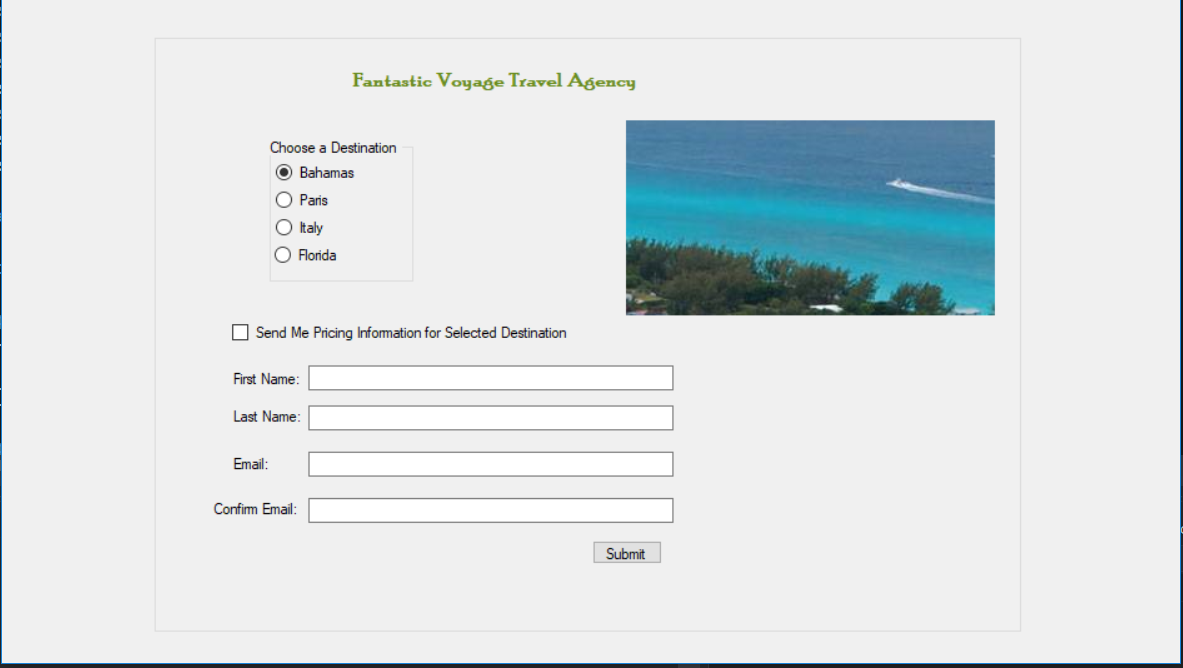 Fantastic Voyage Travel Agency
Choose a Destination
Bahamas
Paris
Italy
Florida
Send Me Pricing Information for Selected Destination
First Name:
Last Name:
Email:
Confirm Email:
Submit